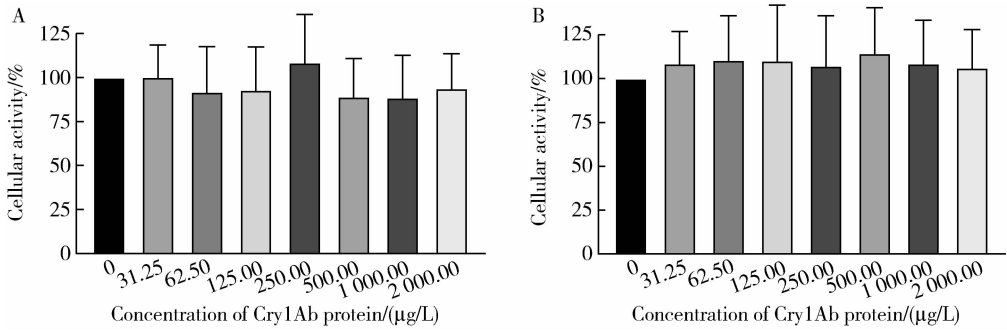 A
Cellular activity/%
125
100
75
50
25
0
0 31.25 62.50 125.00 250.00 500.00 1 000.00 2 000.00
Concentration of Cry1Ab protein/(μg/L)
B
Cellular activity/%
125
100
75
50
25
0
0 31.25 62.50 125.00 250.00 500.00 1 000.00 2 000.00
Concentration of Cry1Ab protein/(μg/L)